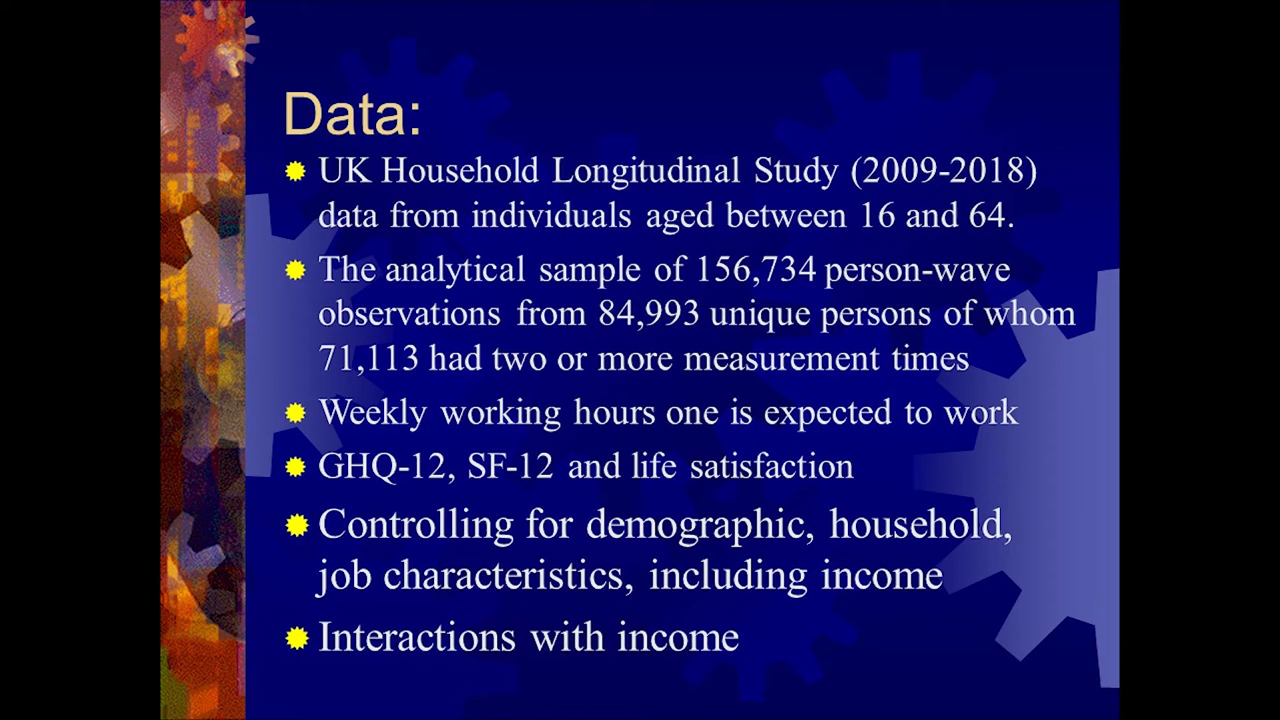 Data:
UK Household Longitudinal Study (2009-2018)
data from individuals aged between 16 and 64.
The analytical sample of 156,734 person-wave
observations from 84,993 unique persons of whom
71,113 had two or more measurement times
Weekly working hours one is expected to work
GHQ-12, SF-12 and life satisfaction
Controlling for demographic, household,
job characteristics, including income
Interactions with income